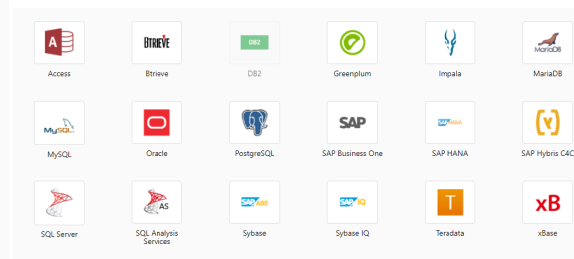 A
BTRIEVE
DB2
MariaDB
Access
Btrieve
DB2
Greenplum
Impala
MariaDB
MySQL
SAP
SAP HANA
MySQL
Oracle
PostgreSQL
SAP Business One
SAP HANA
SAP Hybris C4C
AS
SAP ASE
SAP IQ
T
xB
SQL Server
SQL Analysis
Services
Sybase
Sybase IQ
Teradata
xBase